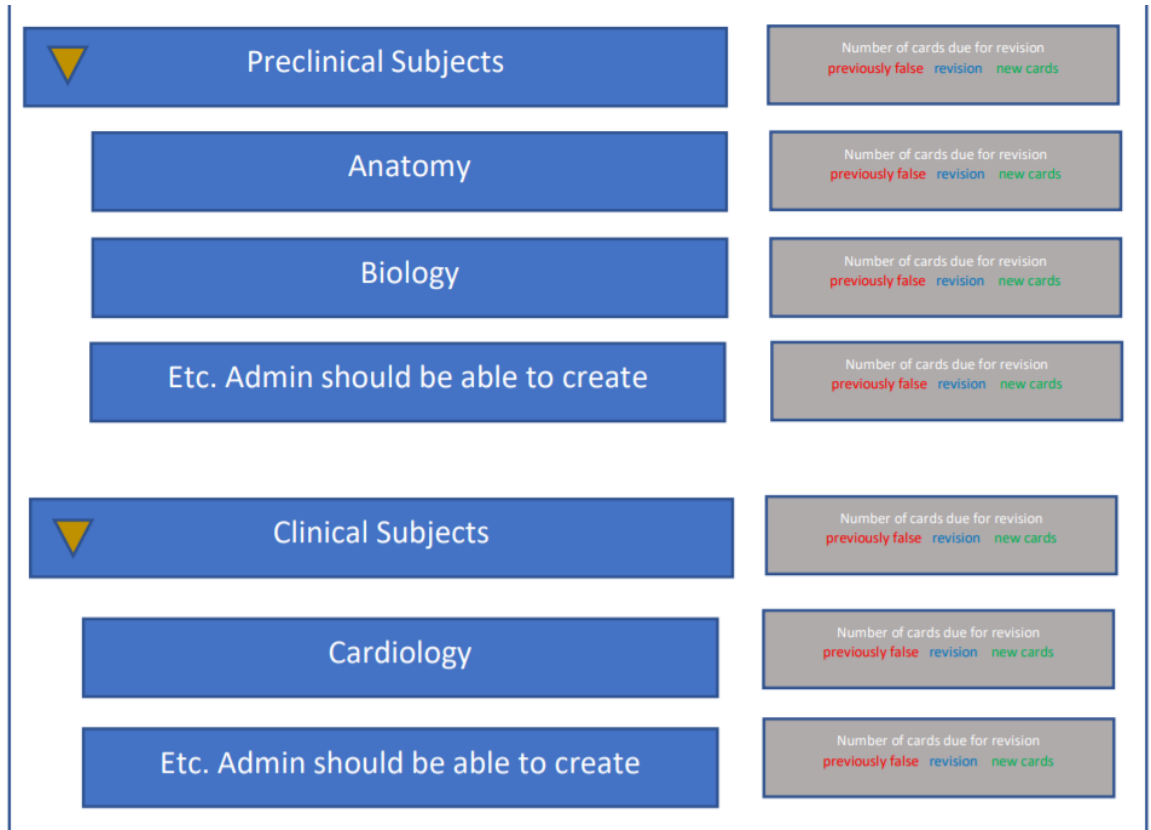 Preclinical Subjects
Number of cards due for revision
previously false revision new cards
Anatomy
Number of cards due for revision
previously false revision new cards
Biology
Number of cards due for revision
previously false revision new cards
Etc. Admin should be able to create
Number of cards due for revision
previously false revision new cards
Clinical Subjects
Number of cards due for revision
previously false revision new cards
Cardiology
Number of cards due for revision
previously false revision new cards
Etc. Admin should be able to create
Number of cards due for revision
previously false revision new cards